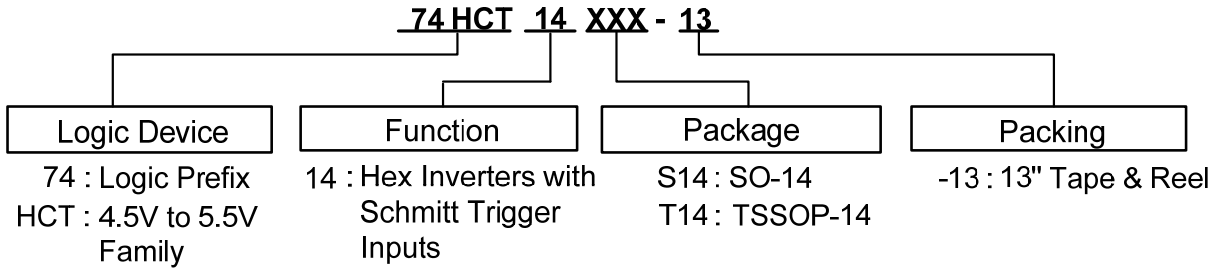 74 HCT 14 XXX - 13
Logic Device
74 : Logic Prefix
HCT : 4.5V to 5.5V
Family
Function
14 : Hex Inverters with
Schmitt Trigger
Inputs
Package
S14 : SO-14
T14 : TSSOP-14
Packing
-13 : 13" Tape & Reel